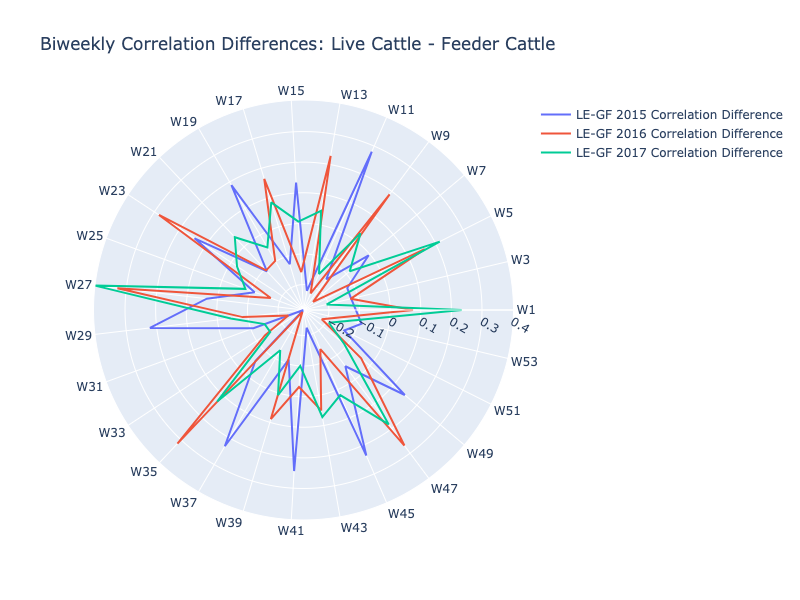 Biweekly Correlation Differences: Live Cattle - Feeder Cattle
LE-GF 2015 Correlation Difference
LE-GF 2016 Correlation Difference
LE-GF 2017 Correlation Difference
W15
W13
W11
W9
W7
W5
W3
W1
W53
W51
W49
W47
W45
W43
W41
W39
W37
W35
W33
W31
W29
W27
W25
W23
W21
W19
W17
−0.2
−0.1
0
0.1
0.2
0.3
0.4